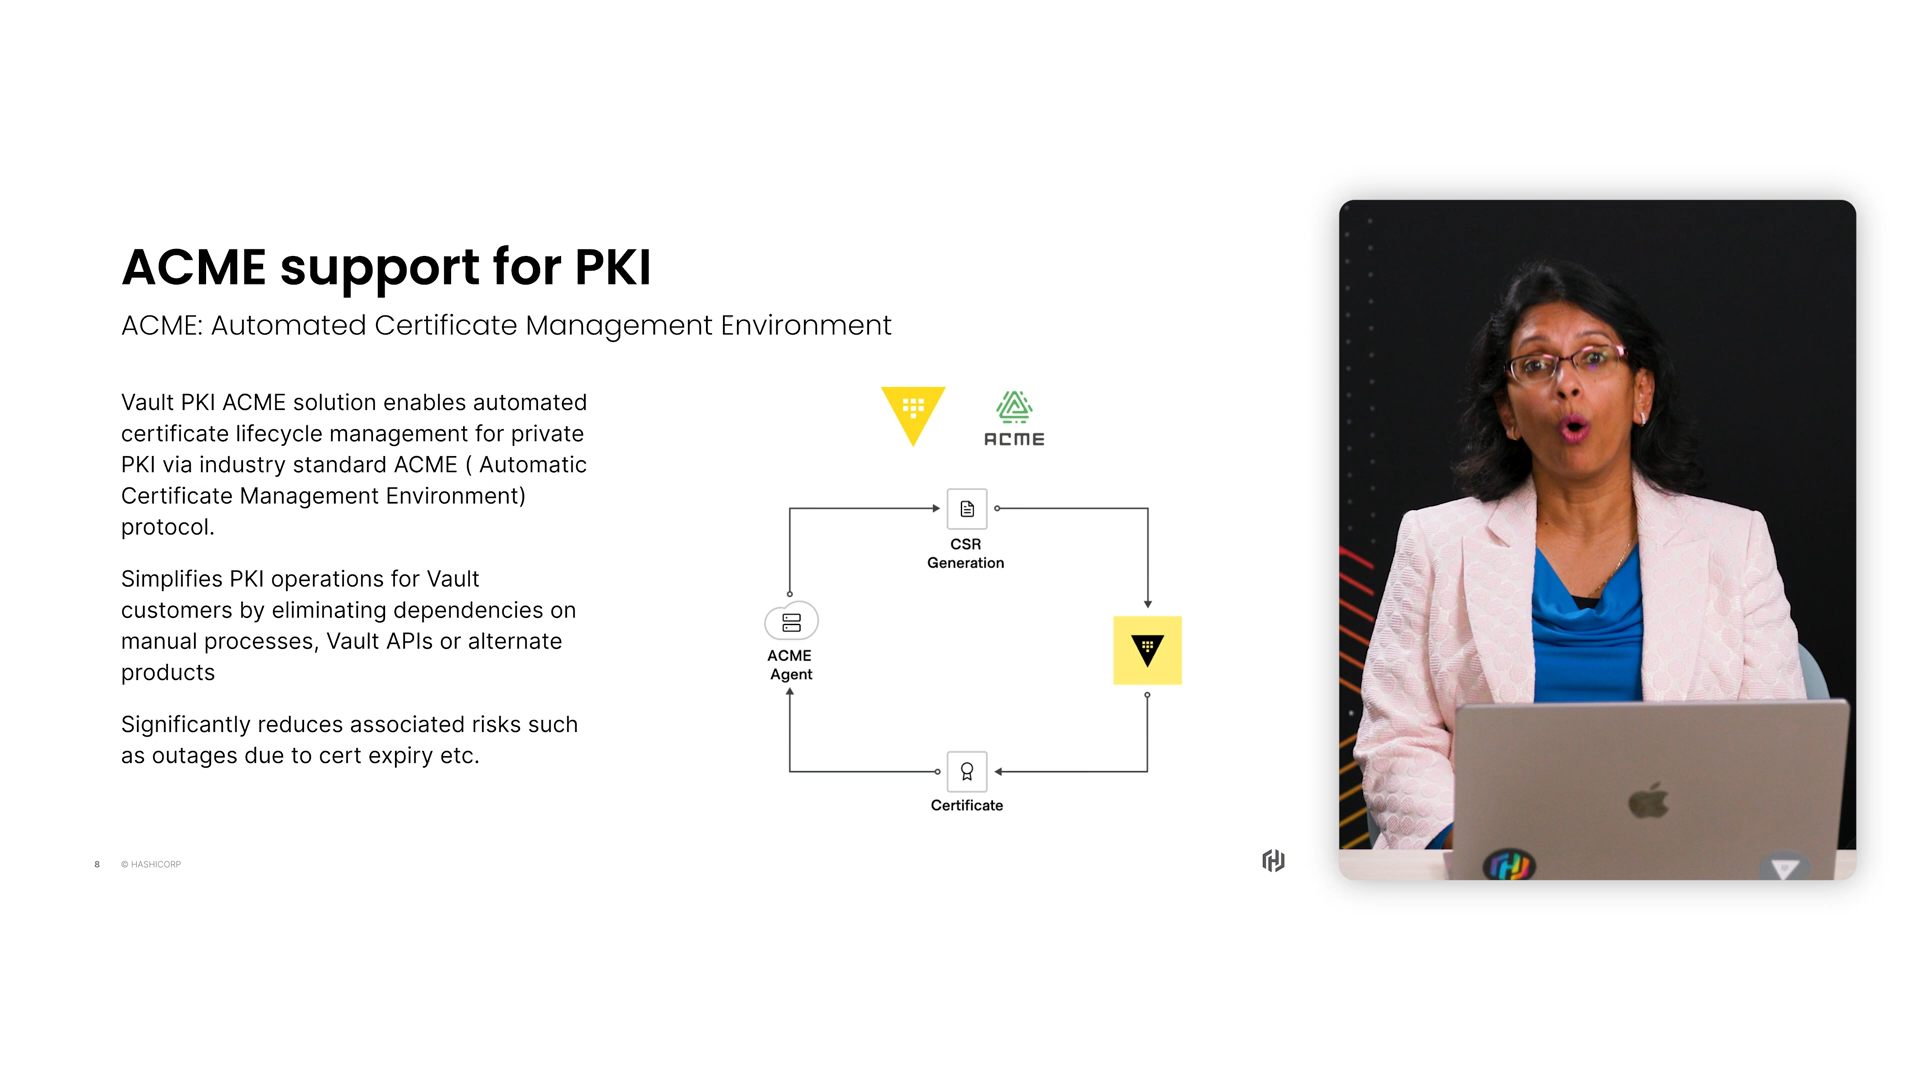 ACME support for PKI
ACME: Automated Certificate Management Environment
Vault PKI ACME solution enables automated
certificate lifecycle management for private
PKI via industry standard ACME ( Automatic
Certificate Management Environment)
protocol.
Simplifies PKI operations for Vault
customers by eliminating dependencies on
manual processes, Vault APIs or alternate
products
Significantly reduces associated risks such
as outages due to cert expiry etc.
ACME
CSR
Generation
ACME
Agent
Certificate
8 © HASHICORP